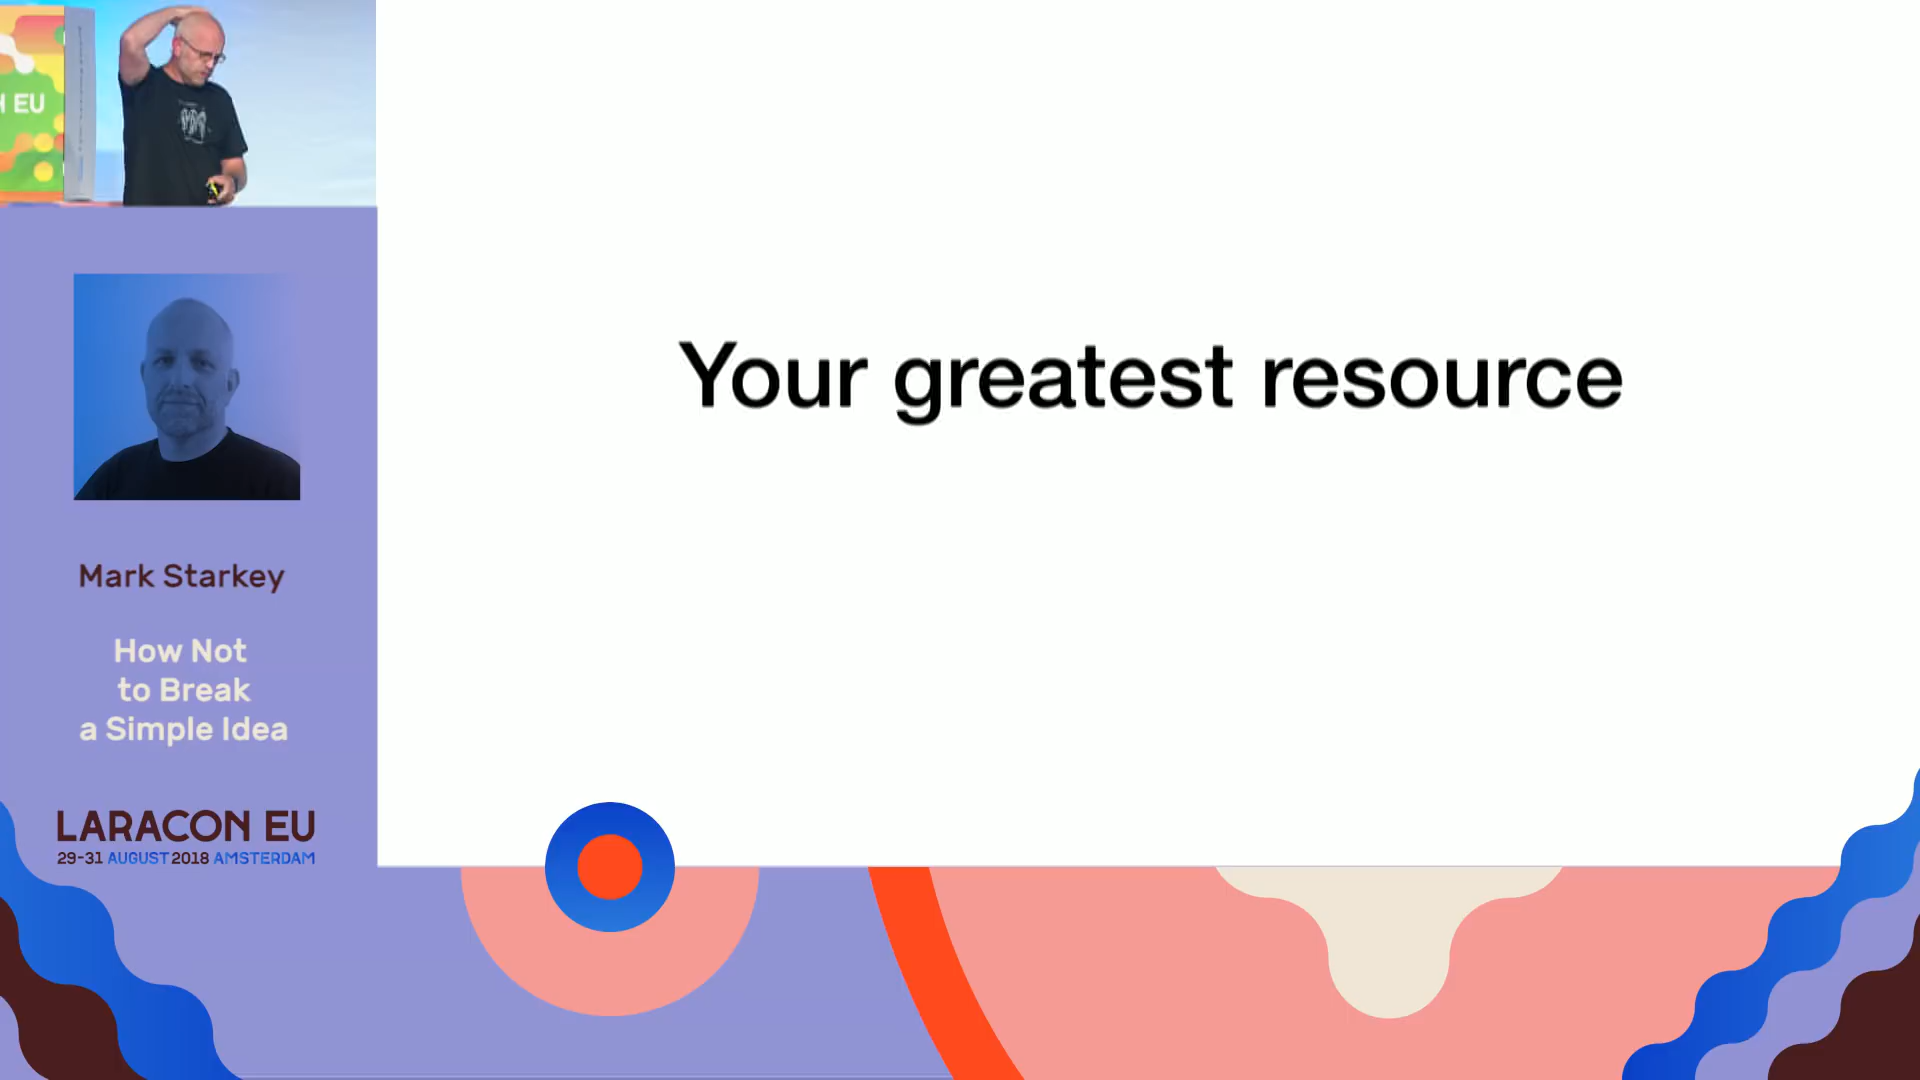 EU
Your greatest resource
Mark Starkey
How Not
to Break
a Simple Idea
LARACON EU
29-31 AUGUST 2018 AMSTERDAM